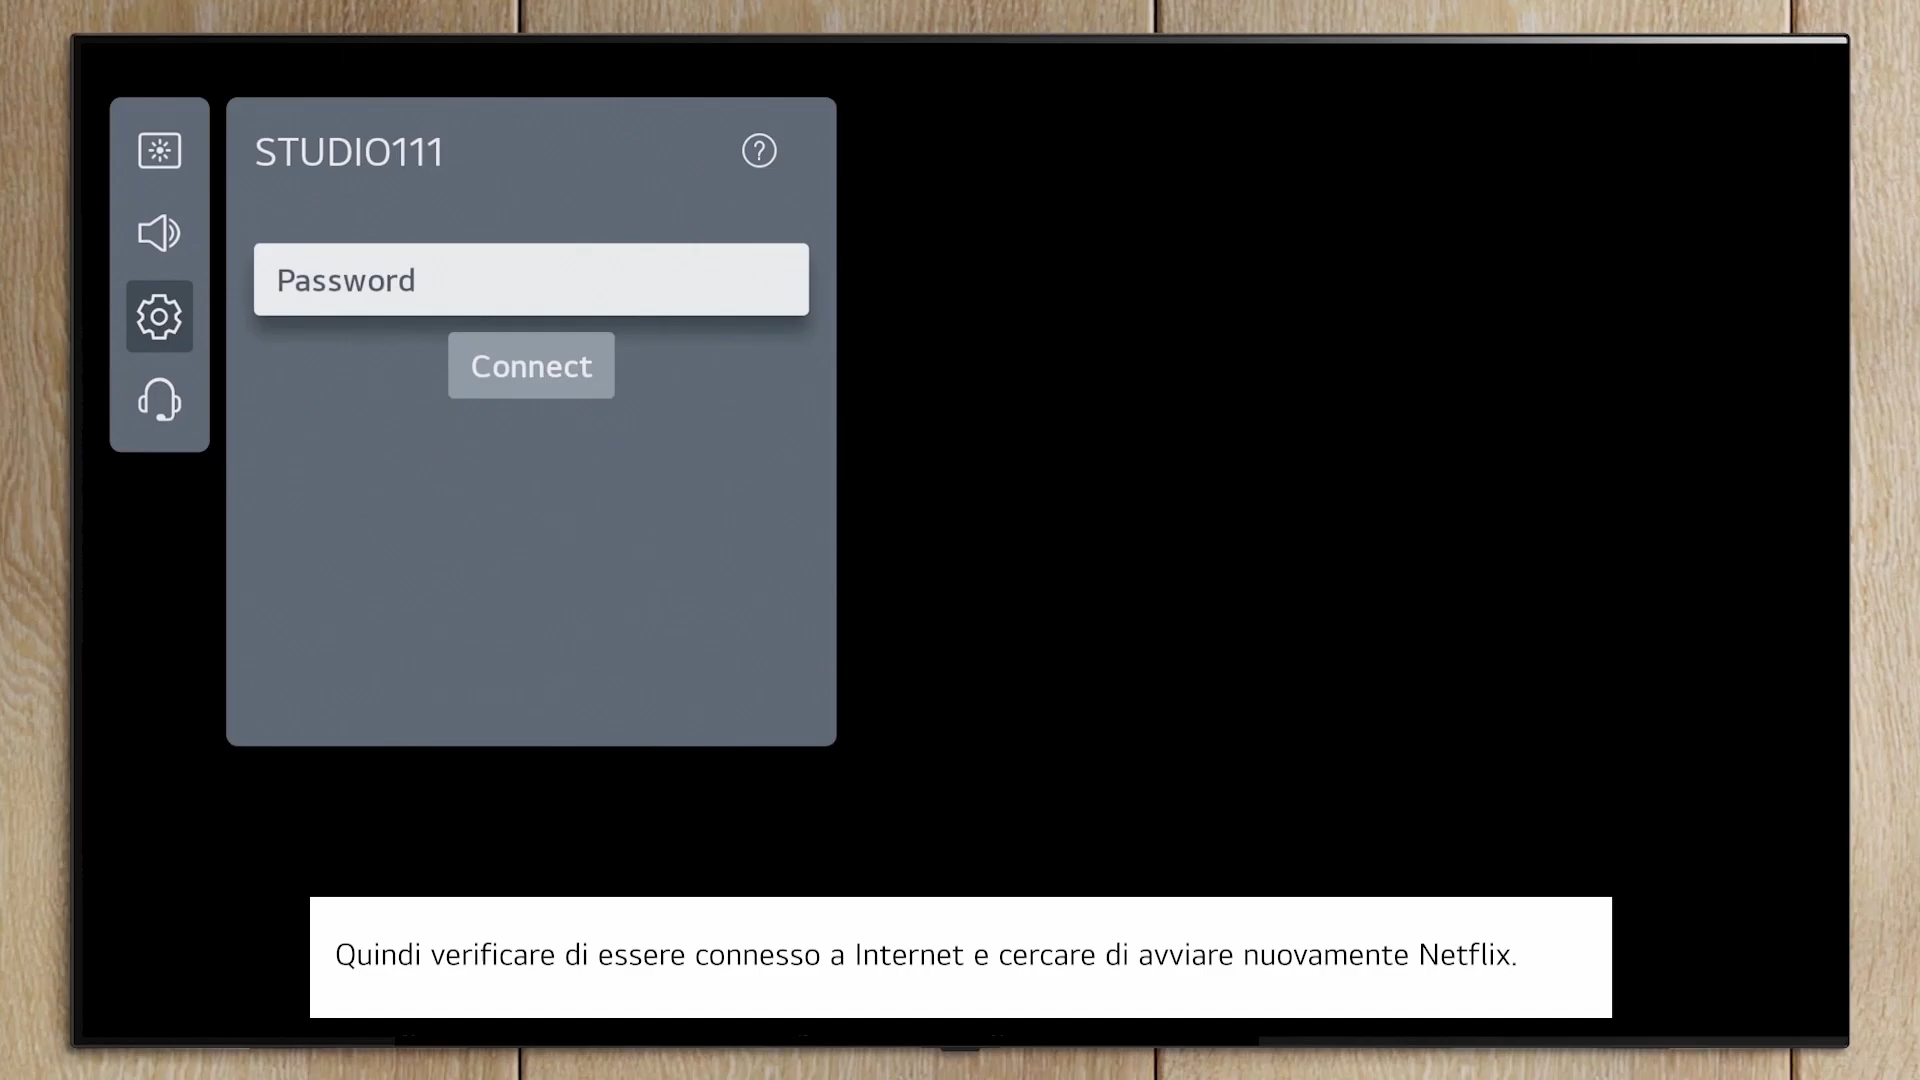 STUDIO111
?
Password
Connect
Quindi verificare di essere connesso a Internet e cercare di avviare nuovamente Netflix.